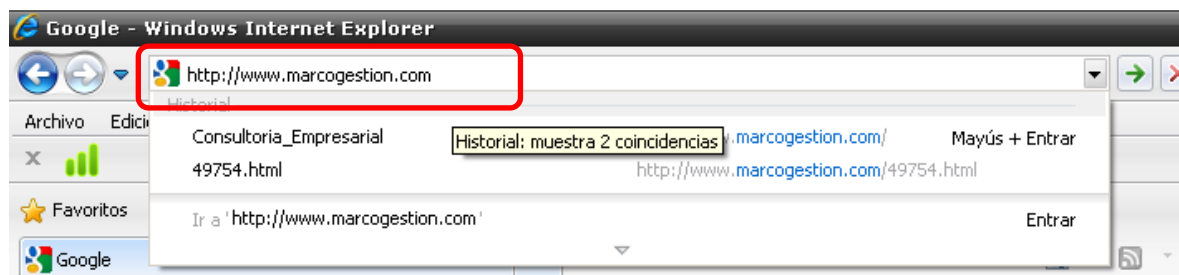 Google - Windows Internet Explorer
http://www.marcogestion.com
Historial
Archivo
Consultoria_Empresarial .marcogestion.com/ Mayús + Entrar
Historial: muestra 2 coincidencias
49754.html http://www.marcogestion.com/49754.html
Favoritos
Ir a 'http://www.marcogestion.com' Entrar
Google